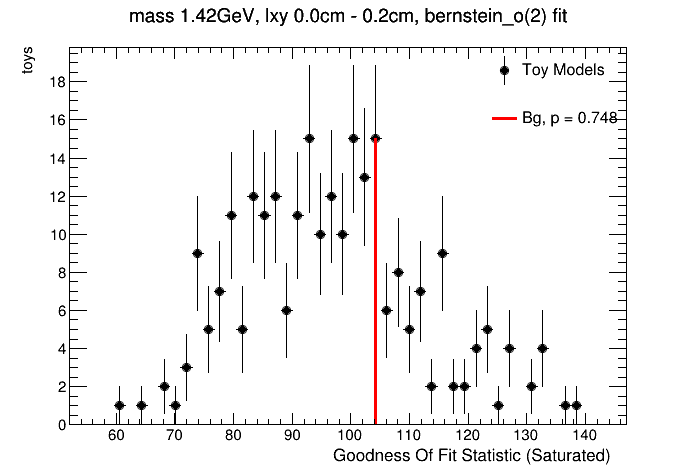 mass 1.42GeV, lxy 0.0cm - 0.2cm, bernstein_o(2) fit
toys
Toy Models
Bg, p = 0.748
18
16
14
12
10
8
6
4
2
0
60 70 80 90 100 110 120 130 140
Goodness Of Fit Statistic (Saturated)